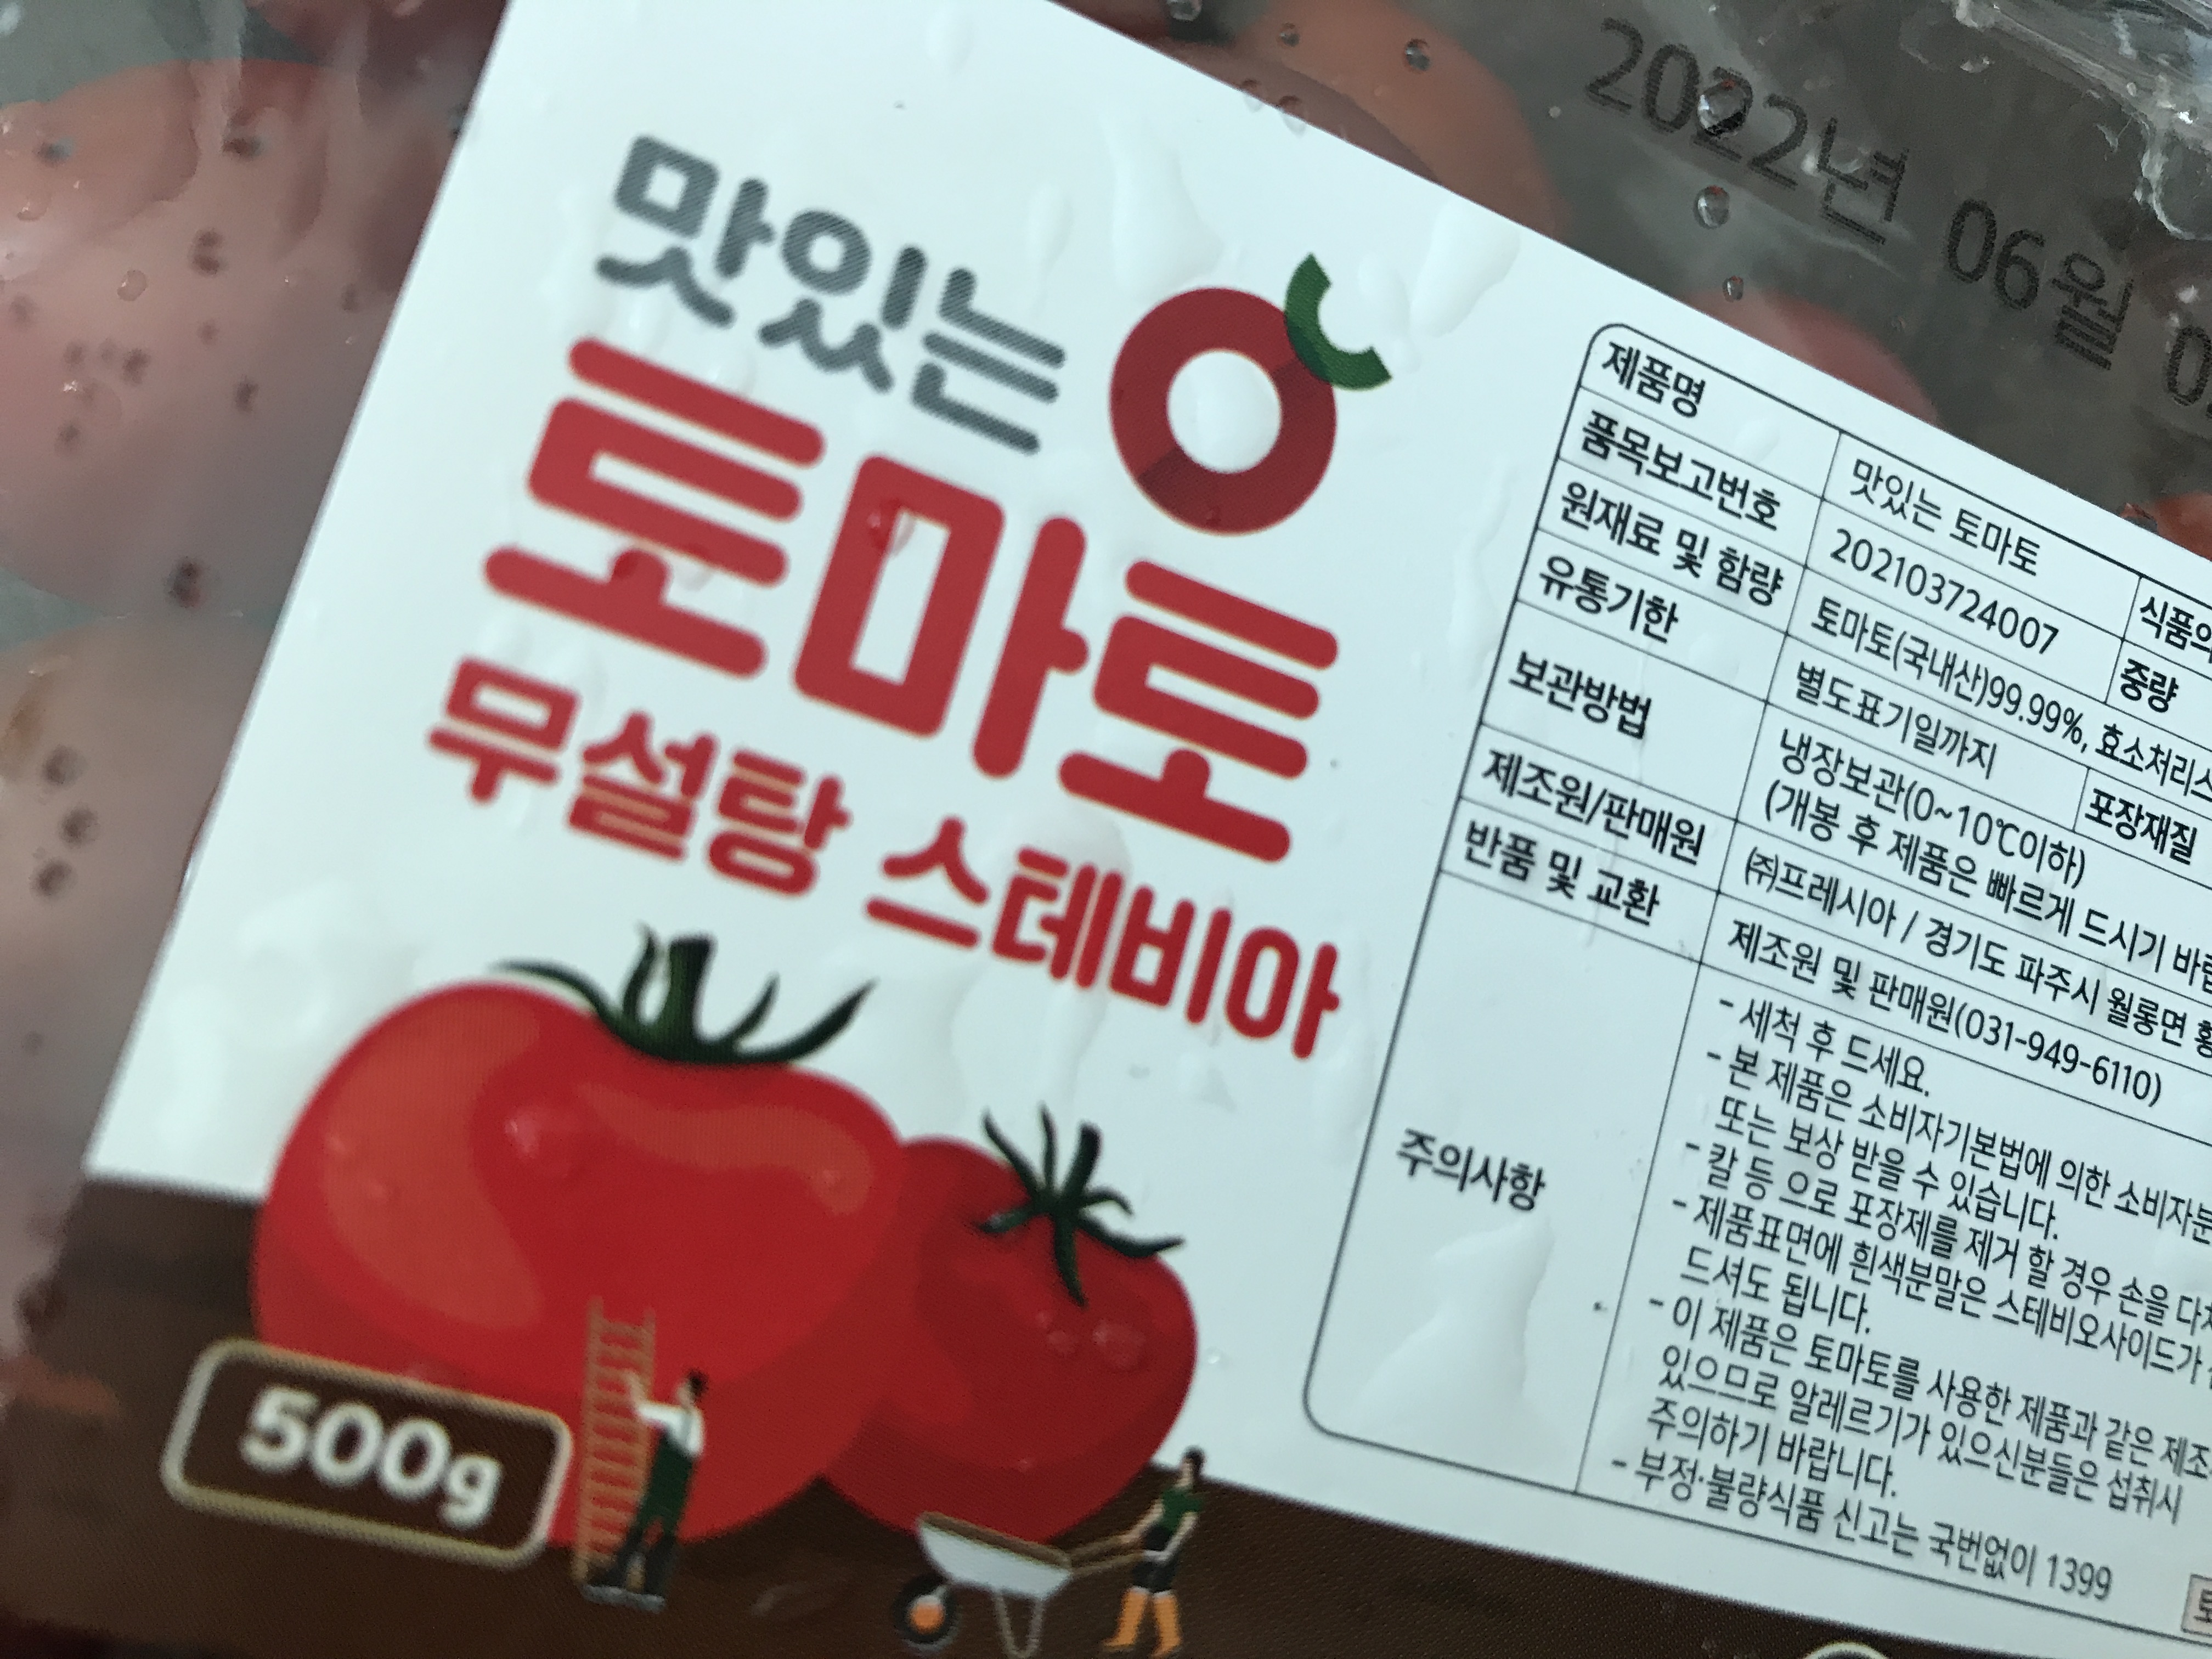 2022년 06월
맛있는
토마토
무설탕 스테비아
500g
제품명 맛있는 토마토
품목보고번호 202103724007 중량
원재료 및 함량 토마토(국내산)99.99%,
유통기한 별도표기일까지 포장재질
보관방법 냉장보관(0~10℃이하)
(개봉 후 제품은 빠르게 드시기
제조원/판매원 ㈜프레시아 / 경기도 파주시 월롱면
반품 및 교환 제조원 및 판매원(031-949-6110)
주의사항
- 세척 후 드세요.
- 본 제품은 소비자기본법에 의한
또는 보상 받을 수 있습니다.
- 칼 등 으로 포장제를 제거 할 경우 손을
- 제품표면에 흰색분말은 스테비오사이드가
드셔도 됩니다.
- 이 제품은 토마토를 사용한 제품과 같은
있으므로 알레르기가 있으신분들은 섭취시
주의하기 바랍니다.
- 부정·불량식품 신고는 국번없이 1399